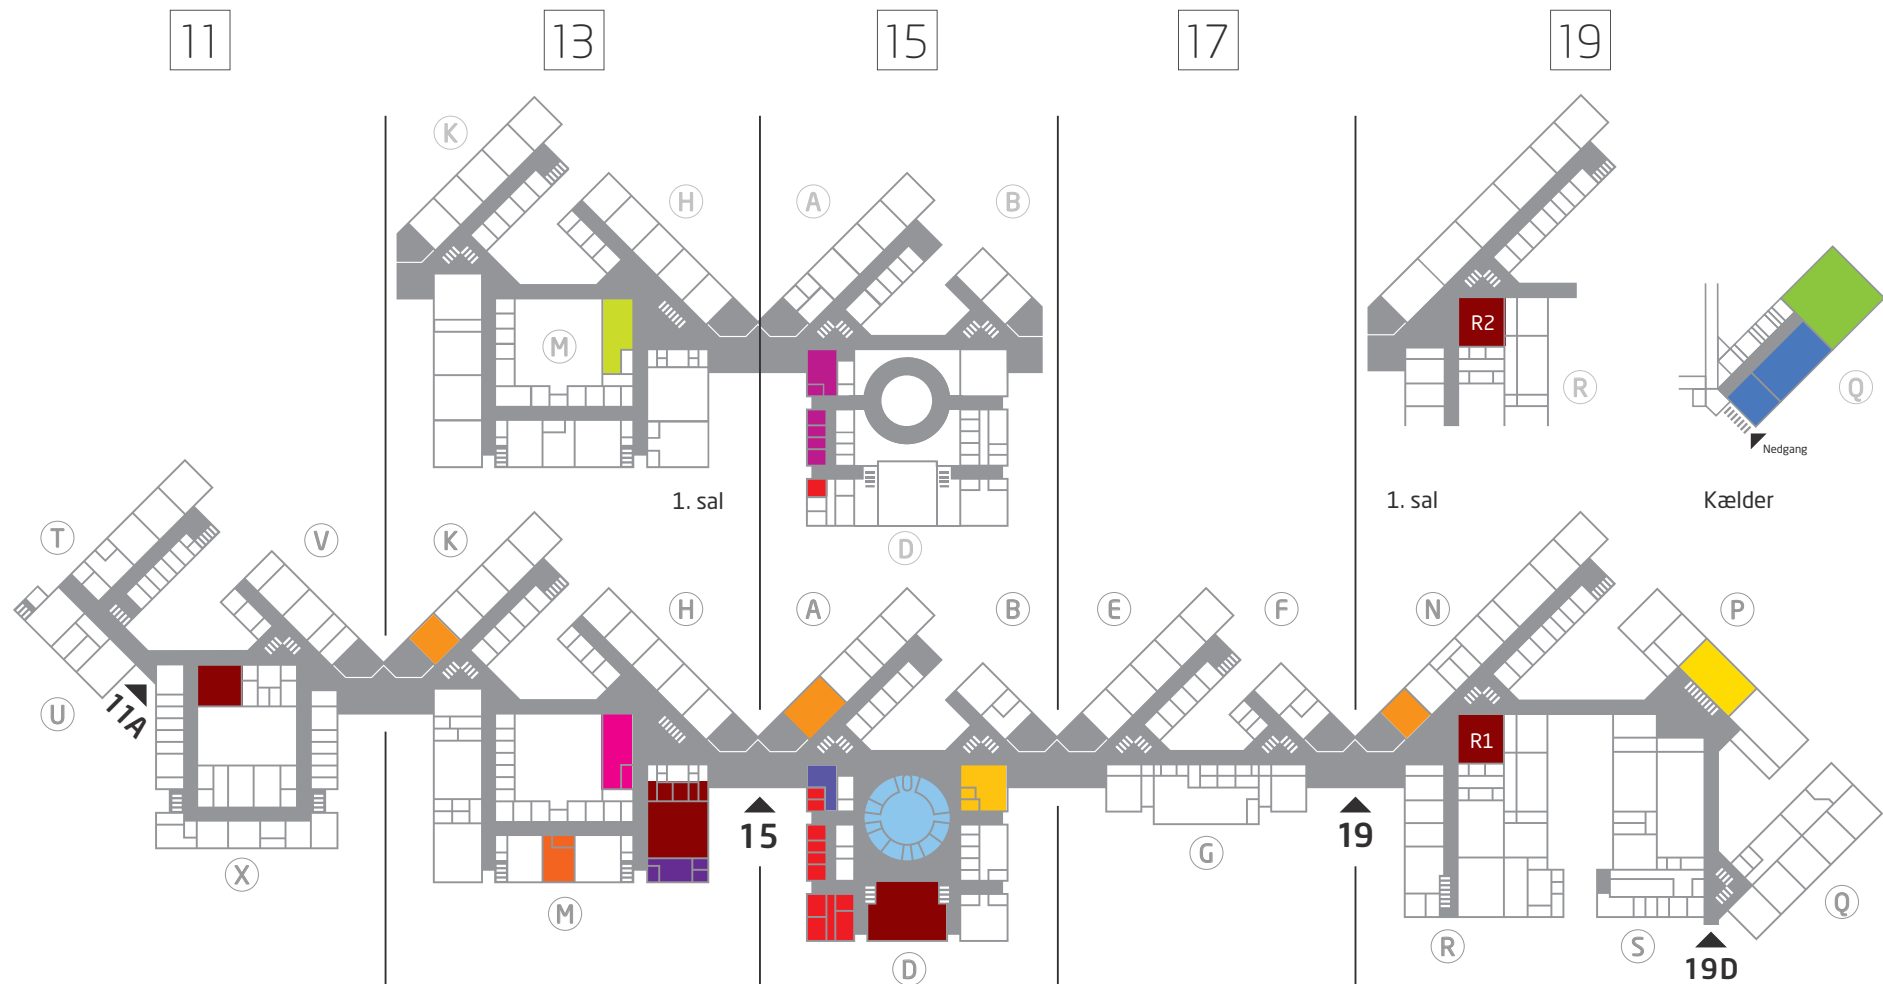 11 13 15 17 19
K
H A B
M
R2
R Q
Nedgang
1. sal 1. sal Kælder
D
T V K
H A B E F N P
U 11A
R1
15 19
X G
M Q
D R S
19D